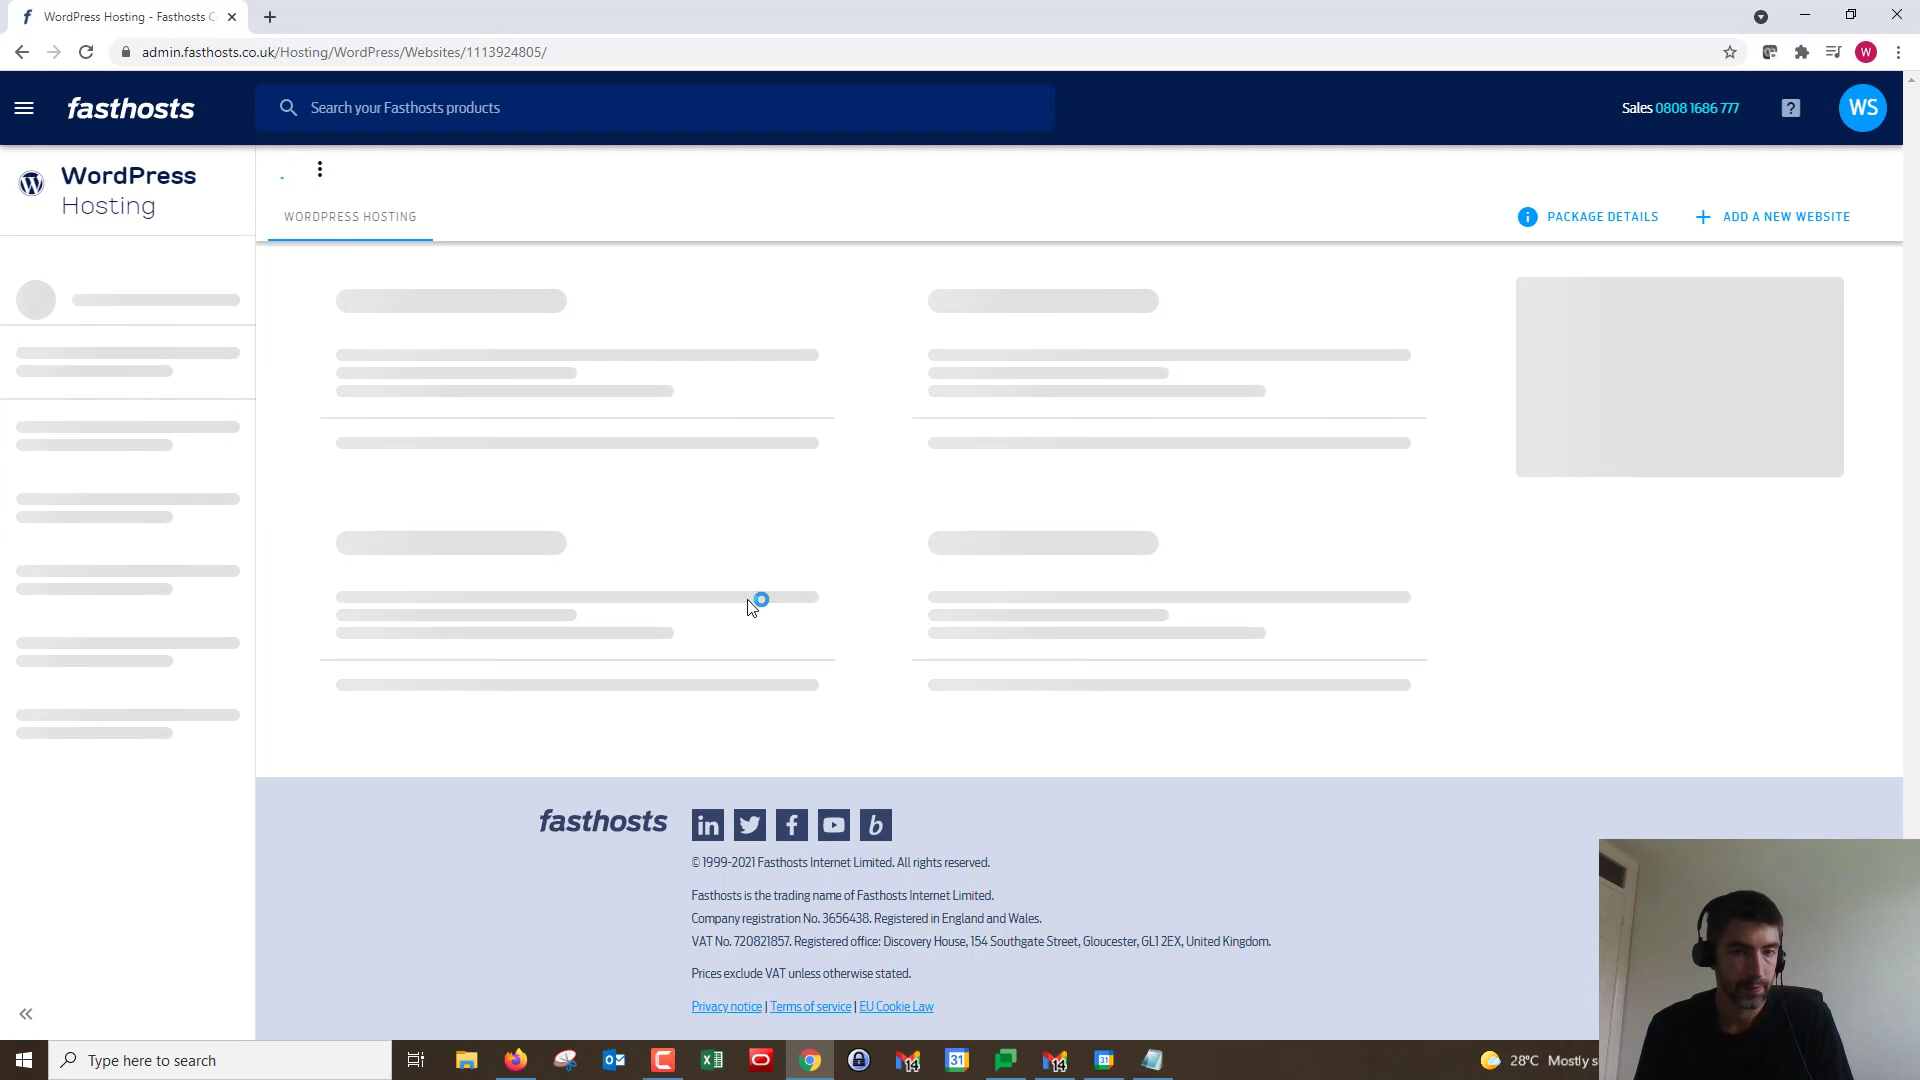 WordPress Hosting - Fasthosts C
admin.fasthosts.co.uk/Hosting/WordPress/Websites/1113924805/
W
fasthosts
Search your Fasthosts products
Sales 0808 1686 777
?
WS
WordPress
Hosting
WORDPRESS HOSTING
i PACKAGE DETAILS
ADD A NEW WEBSITE
fasthosts
© 1999-2021 Fasthosts Internet Limited. All rights reserved.
Fasthosts is the trading name of Fasthosts Internet Limited.
Company registration No. 3656438. Registered in England and Wales.
VAT No. 720821857. Registered office: Discovery House, 154 Southgate Street, Gloucester, GL1 2EX, United Kingdom.
Prices exclude VAT unless otherwise stated.
Privacy notice | Terms of service | EU Cookie Law
Type here to search
14
31
14
28°C Mostly s